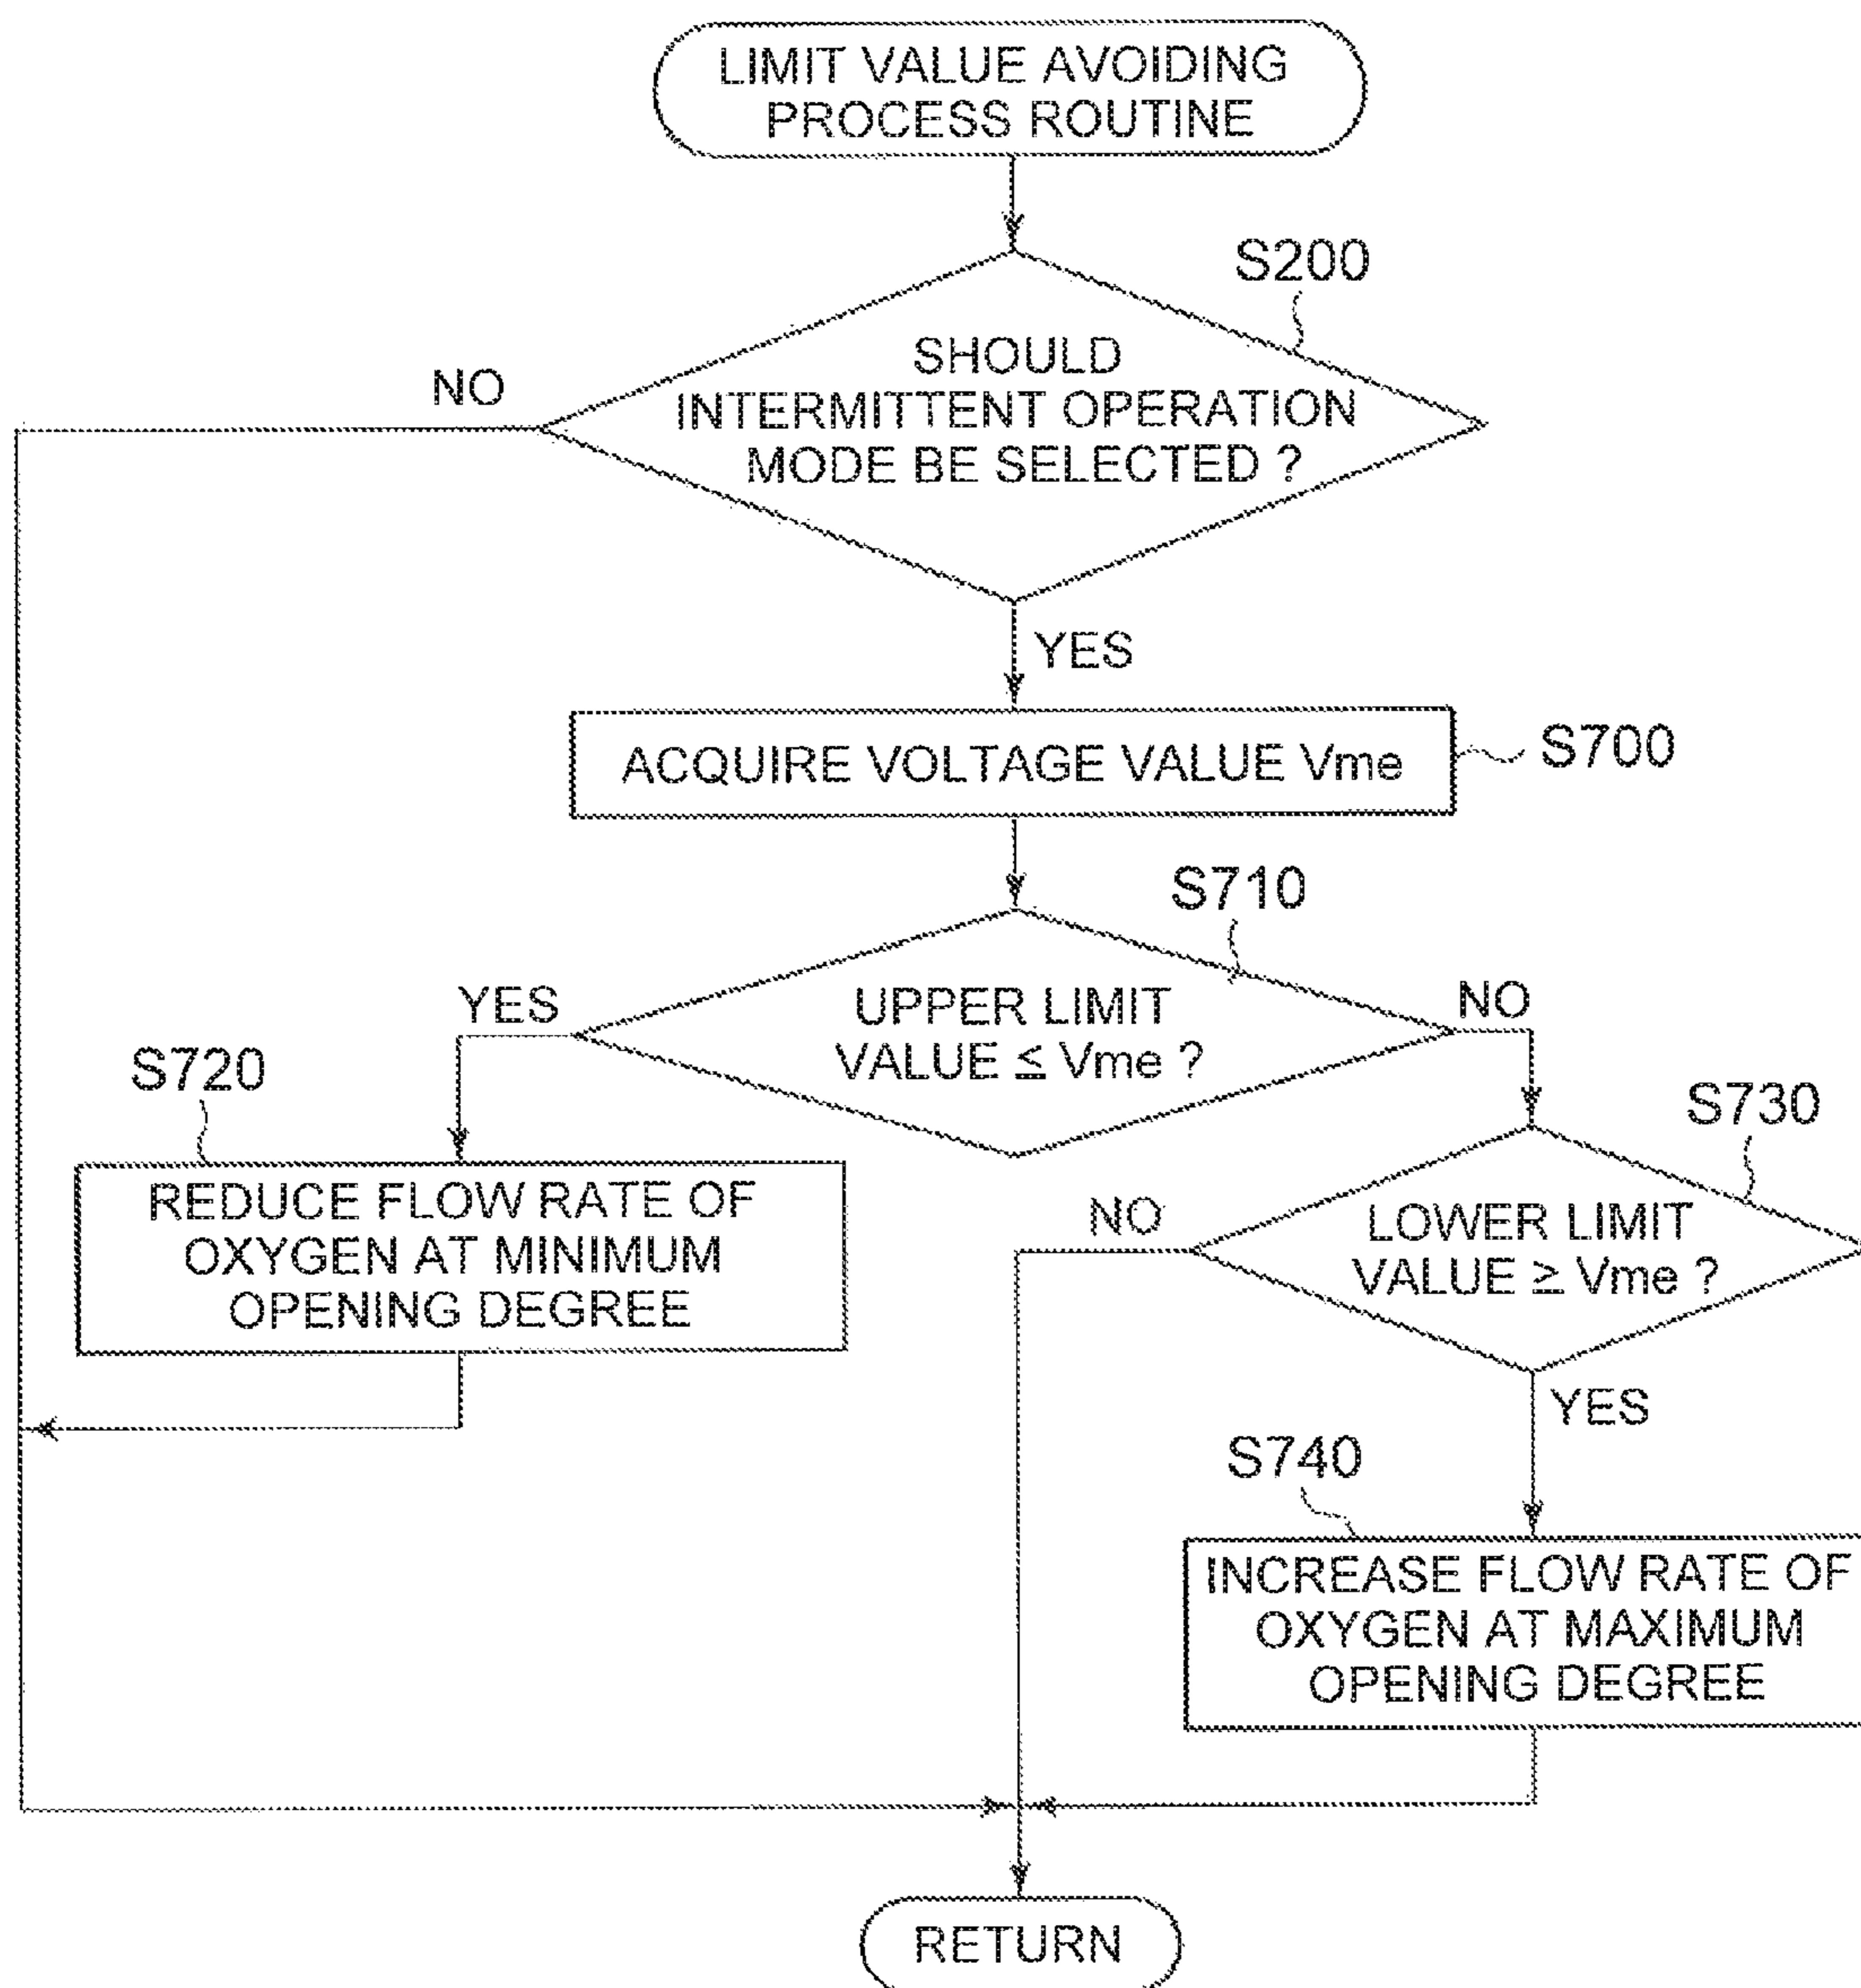 LIMIT VALUE AVOIDING
PROCESS ROUTINE
S200
SHOULD
INTERMITTENT OPERATION
MODE BE SELECTED ?
NO
YES
ACQUIRE VOLTAGE VALUE Vme
S700
S710
UPPER LIMIT
VALUE ≤ Vme ?
YES
NO
S720
REDUCE FLOW RATE OF
OXYGEN AT MINIMUM
OPENING DEGREE
S730
LOWER LIMIT
VALUE ≥ Vme ?
NO
YES
S740
INCREASE FLOW RATE OF
OXYGEN AT MAXIMUM
OPENING DEGREE
RETURN